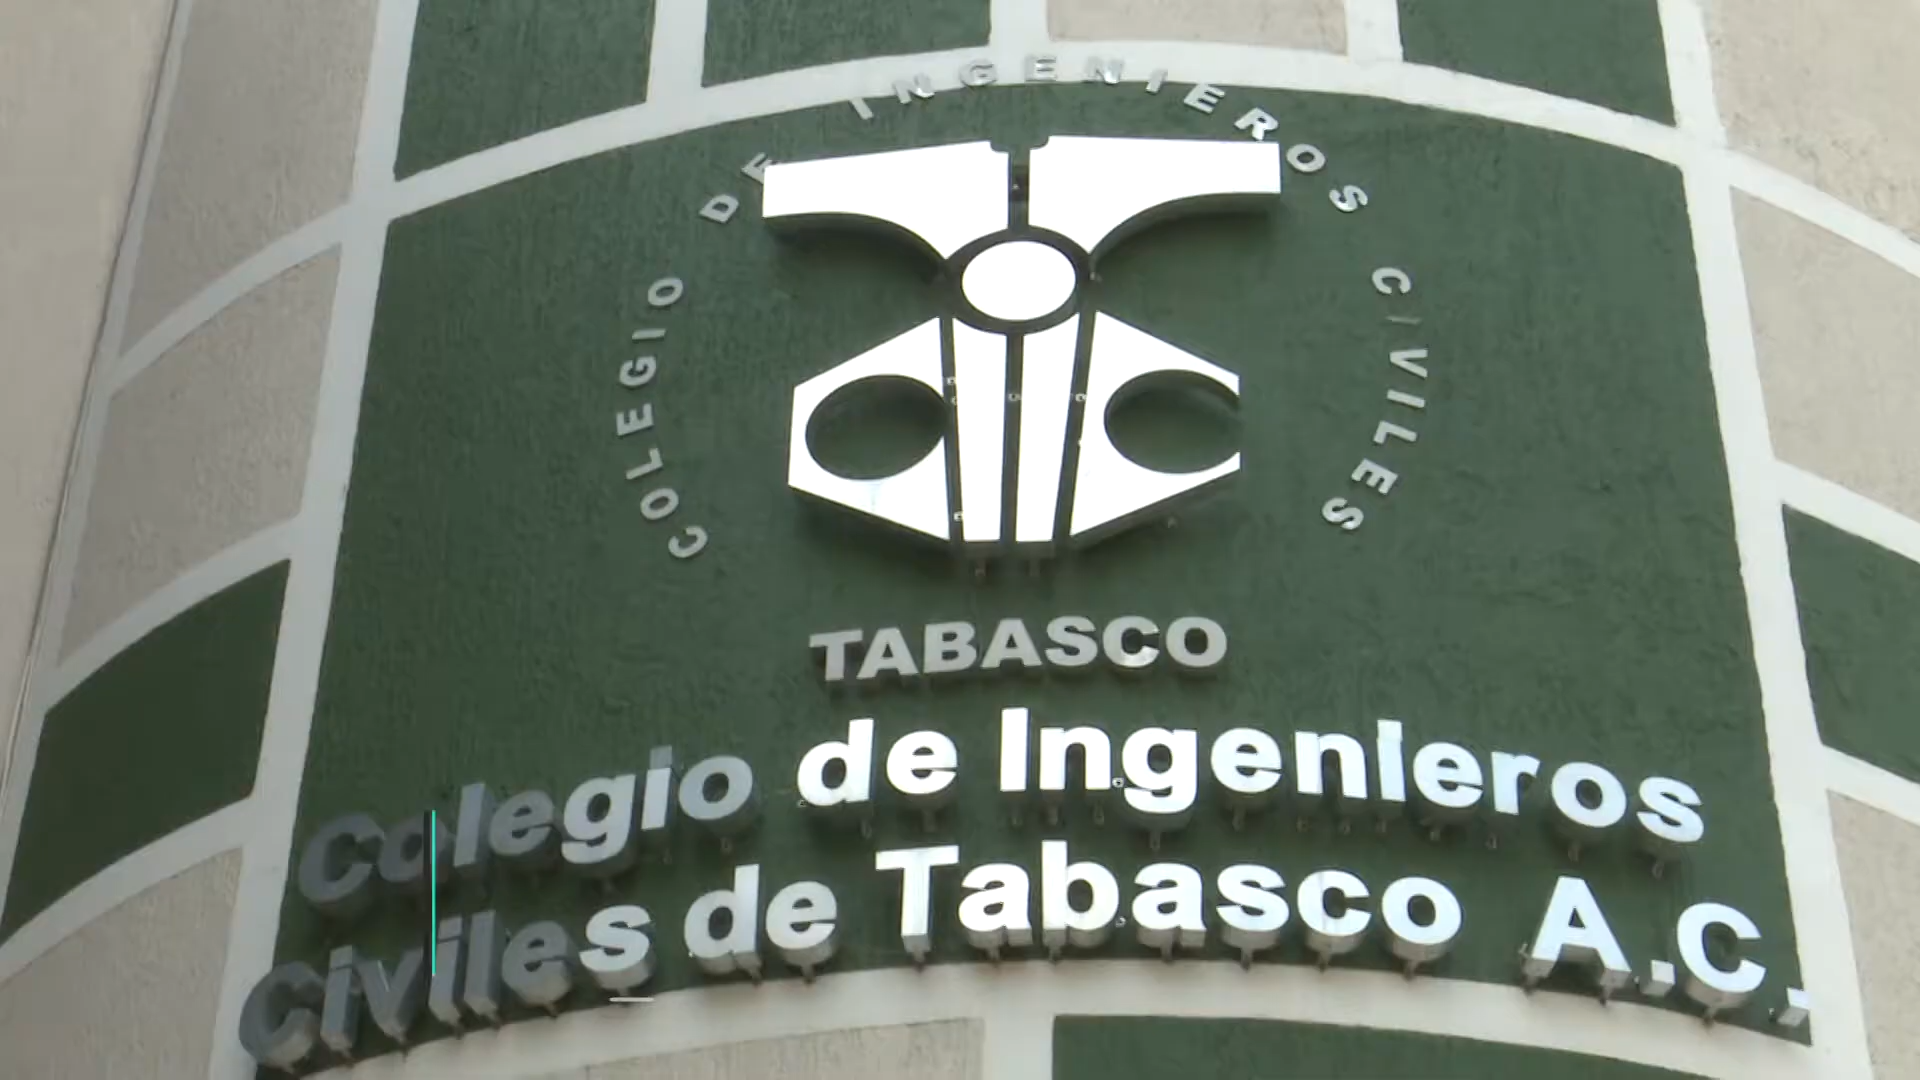 COLEGIO DE INGENIEROS CIVILES
TABASCO
Colegio de Ingenieros
Civiles de Tabasco A.C.